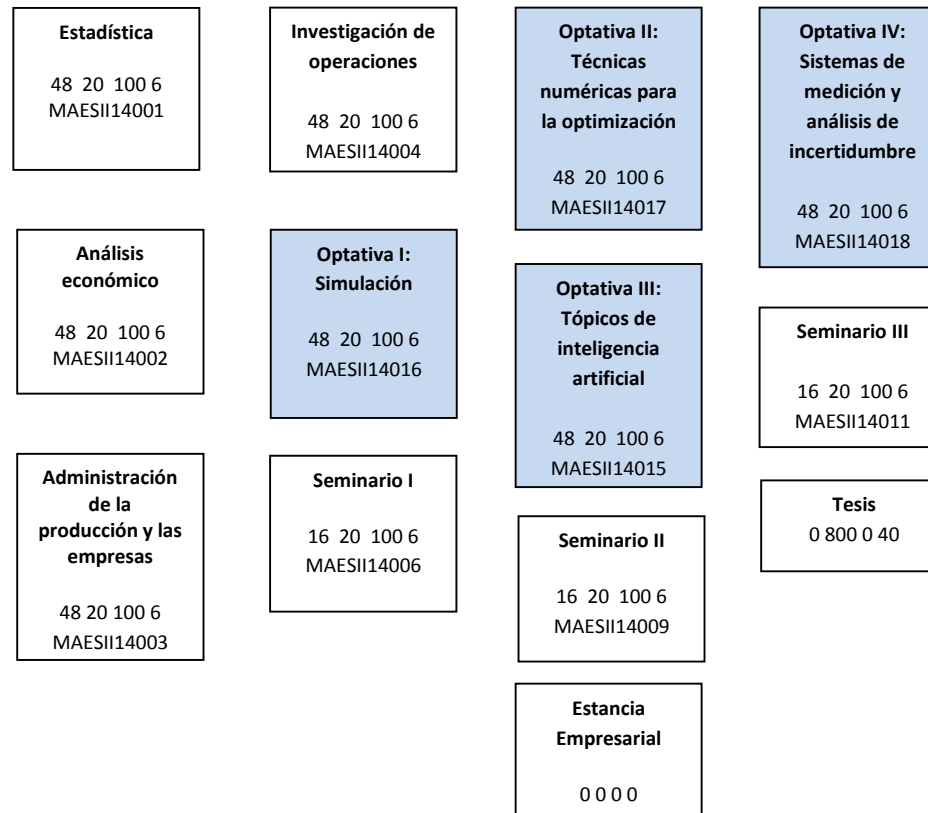 Estadística
48 20 100 6
MAESII14001
Análisis
económico
48 20 100 6
MAESII14002
Administración
de la
producción y las
empresas
48 20 100 6
MAESII14003
Investigación de
operaciones
48 20 100 6
MAESII14004
Optativa I:
Simulación
48 20 100 6
MAESII14016
Seminario I
16 20 100 6
MAESII14006
Optativa II:
Técnicas
numéricas para
la optimización
48 20 100 6
MAESII14017
Optativa III:
Tópicos de
inteligencia
artificial
48 20 100 6
MAESII14015
Seminario II
16 20 100 6
MAESII14009
Estancia
Empresarial
0 0 0 0
Optativa IV:
Sistemas de
medición y
análisis de
incertidumbre
48 20 100 6
MAESII14018
Seminario III
16 20 100 6
MAESII14011
Tesis
0 800 0 40